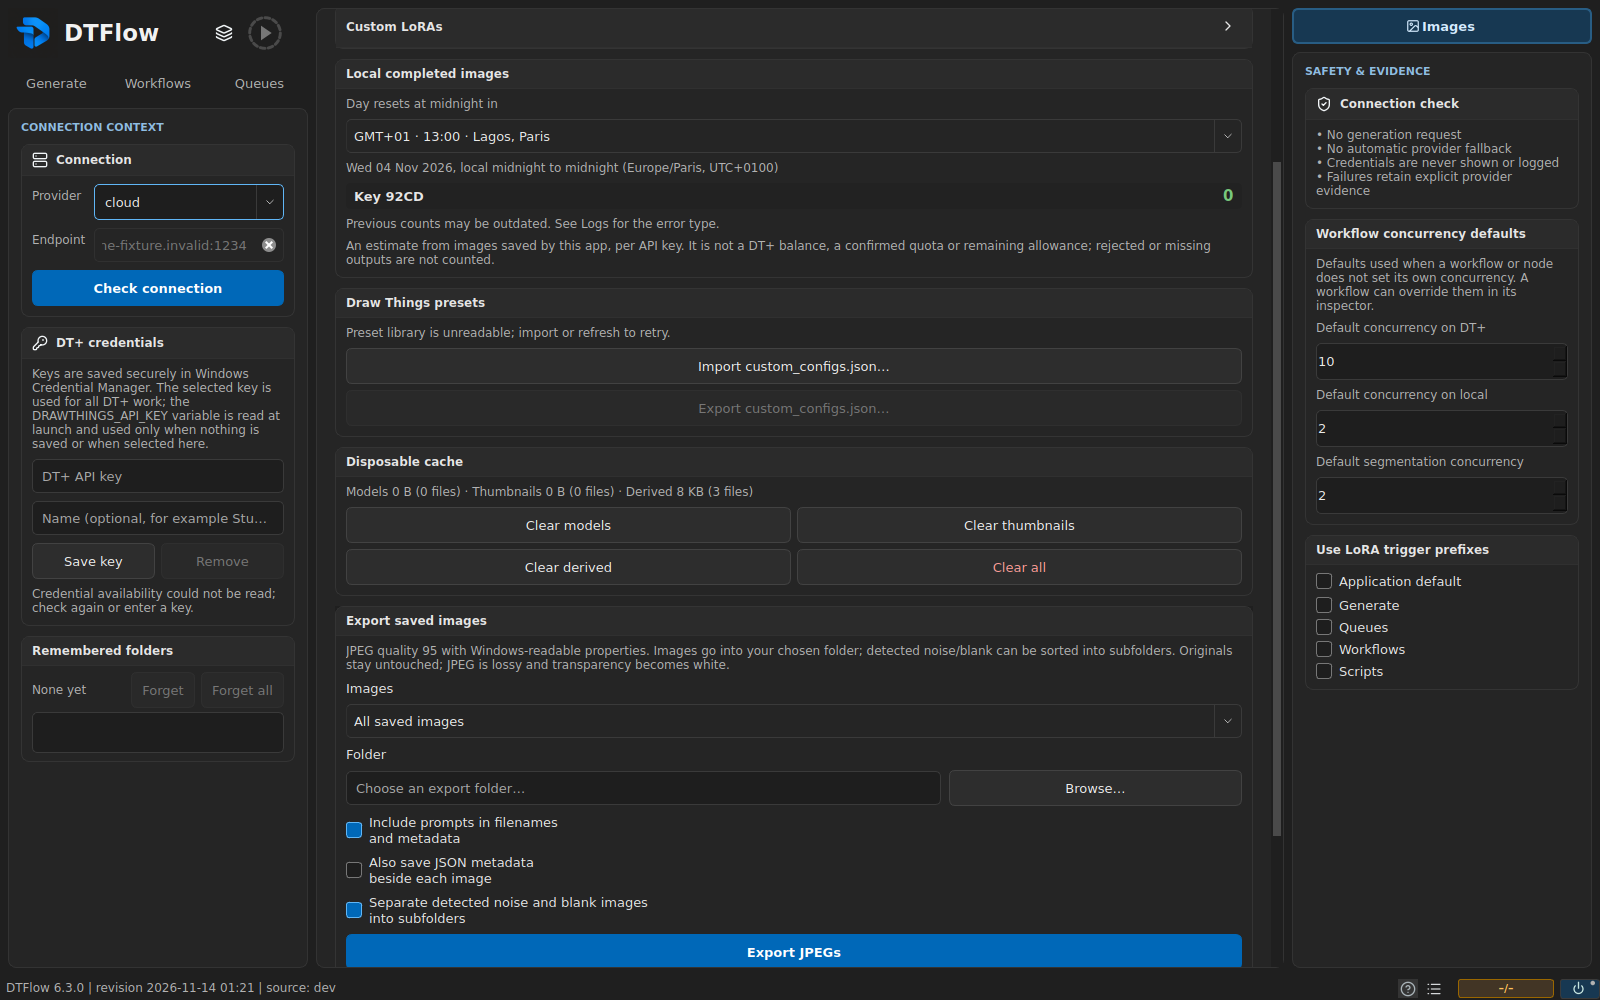 DTFlow
Generate
Workflows
Queues
CONNECTION CONTEXT
Connection
Provider
cloud
Endpoint
ne-fixture.invalid:1234
Check connection
DT+ credentials
Keys are saved securely in Windows
Credential Manager. The selected key is
used for all DT+ work; the
DRAWTHINGS_API_KEY variable is read at
launch and used only when nothing is
saved or when selected here.
DT+ API key
Name (optional, for example Stu...
Save key
Remove
Credential availability could not be read;
check again or enter a key.
Remembered folders
None yet
Forget
Forget all
Custom LoRAs
Local completed images
Day resets at midnight in
GMT+01 · 13:00 · Lagos, Paris
Wed 04 Nov 2026, local midnight to midnight (Europe/Paris, UTC+0100)
Key 92CD
0
Previous counts may be outdated. See Logs for the error type.
An estimate from images saved by this app, per API key. It is not a DT+ balance, a confirmed quota or remaining allowance; rejected or missing
outputs are not counted.
Draw Things presets
Preset library is unreadable; import or refresh to retry.
Import custom_configs.json...
Export custom_configs.json...
Disposable cache
Models 0 B (0 files) · Thumbnails 0 B (0 files) · Derived 8 KB (3 files)
Clear models
Clear thumbnails
Clear derived
Clear all
Export saved images
JPEG quality 95 with Windows-readable properties. Images go into your chosen folder; detected noise/blank can be sorted into subfolders. Originals
stay untouched; JPEG is lossy and transparency becomes white.
Images
All saved images
Folder
Choose an export folder...
Browse...
Include prompts in filenames
and metadata
Also save JSON metadata
beside each image
Separate detected noise and blank images
into subfolders
Export JPEGs
Images
SAFETY & EVIDENCE
Connection check
• No generation request
• No automatic provider fallback
• Credentials are never shown or logged
• Failures retain explicit provider
evidence
Workflow concurrency defaults
Defaults used when a workflow or node
does not set its own concurrency. A
workflow can override them in its
inspector.
Default concurrency on DT+
10
Default concurrency on local
2
Default segmentation concurrency
2
Use LoRA trigger prefixes
Application default
Generate
Queues
Workflows
Scripts
DTFlow 6.3.0 | revision 2026-11-14 01:21 | source: dev
-/-